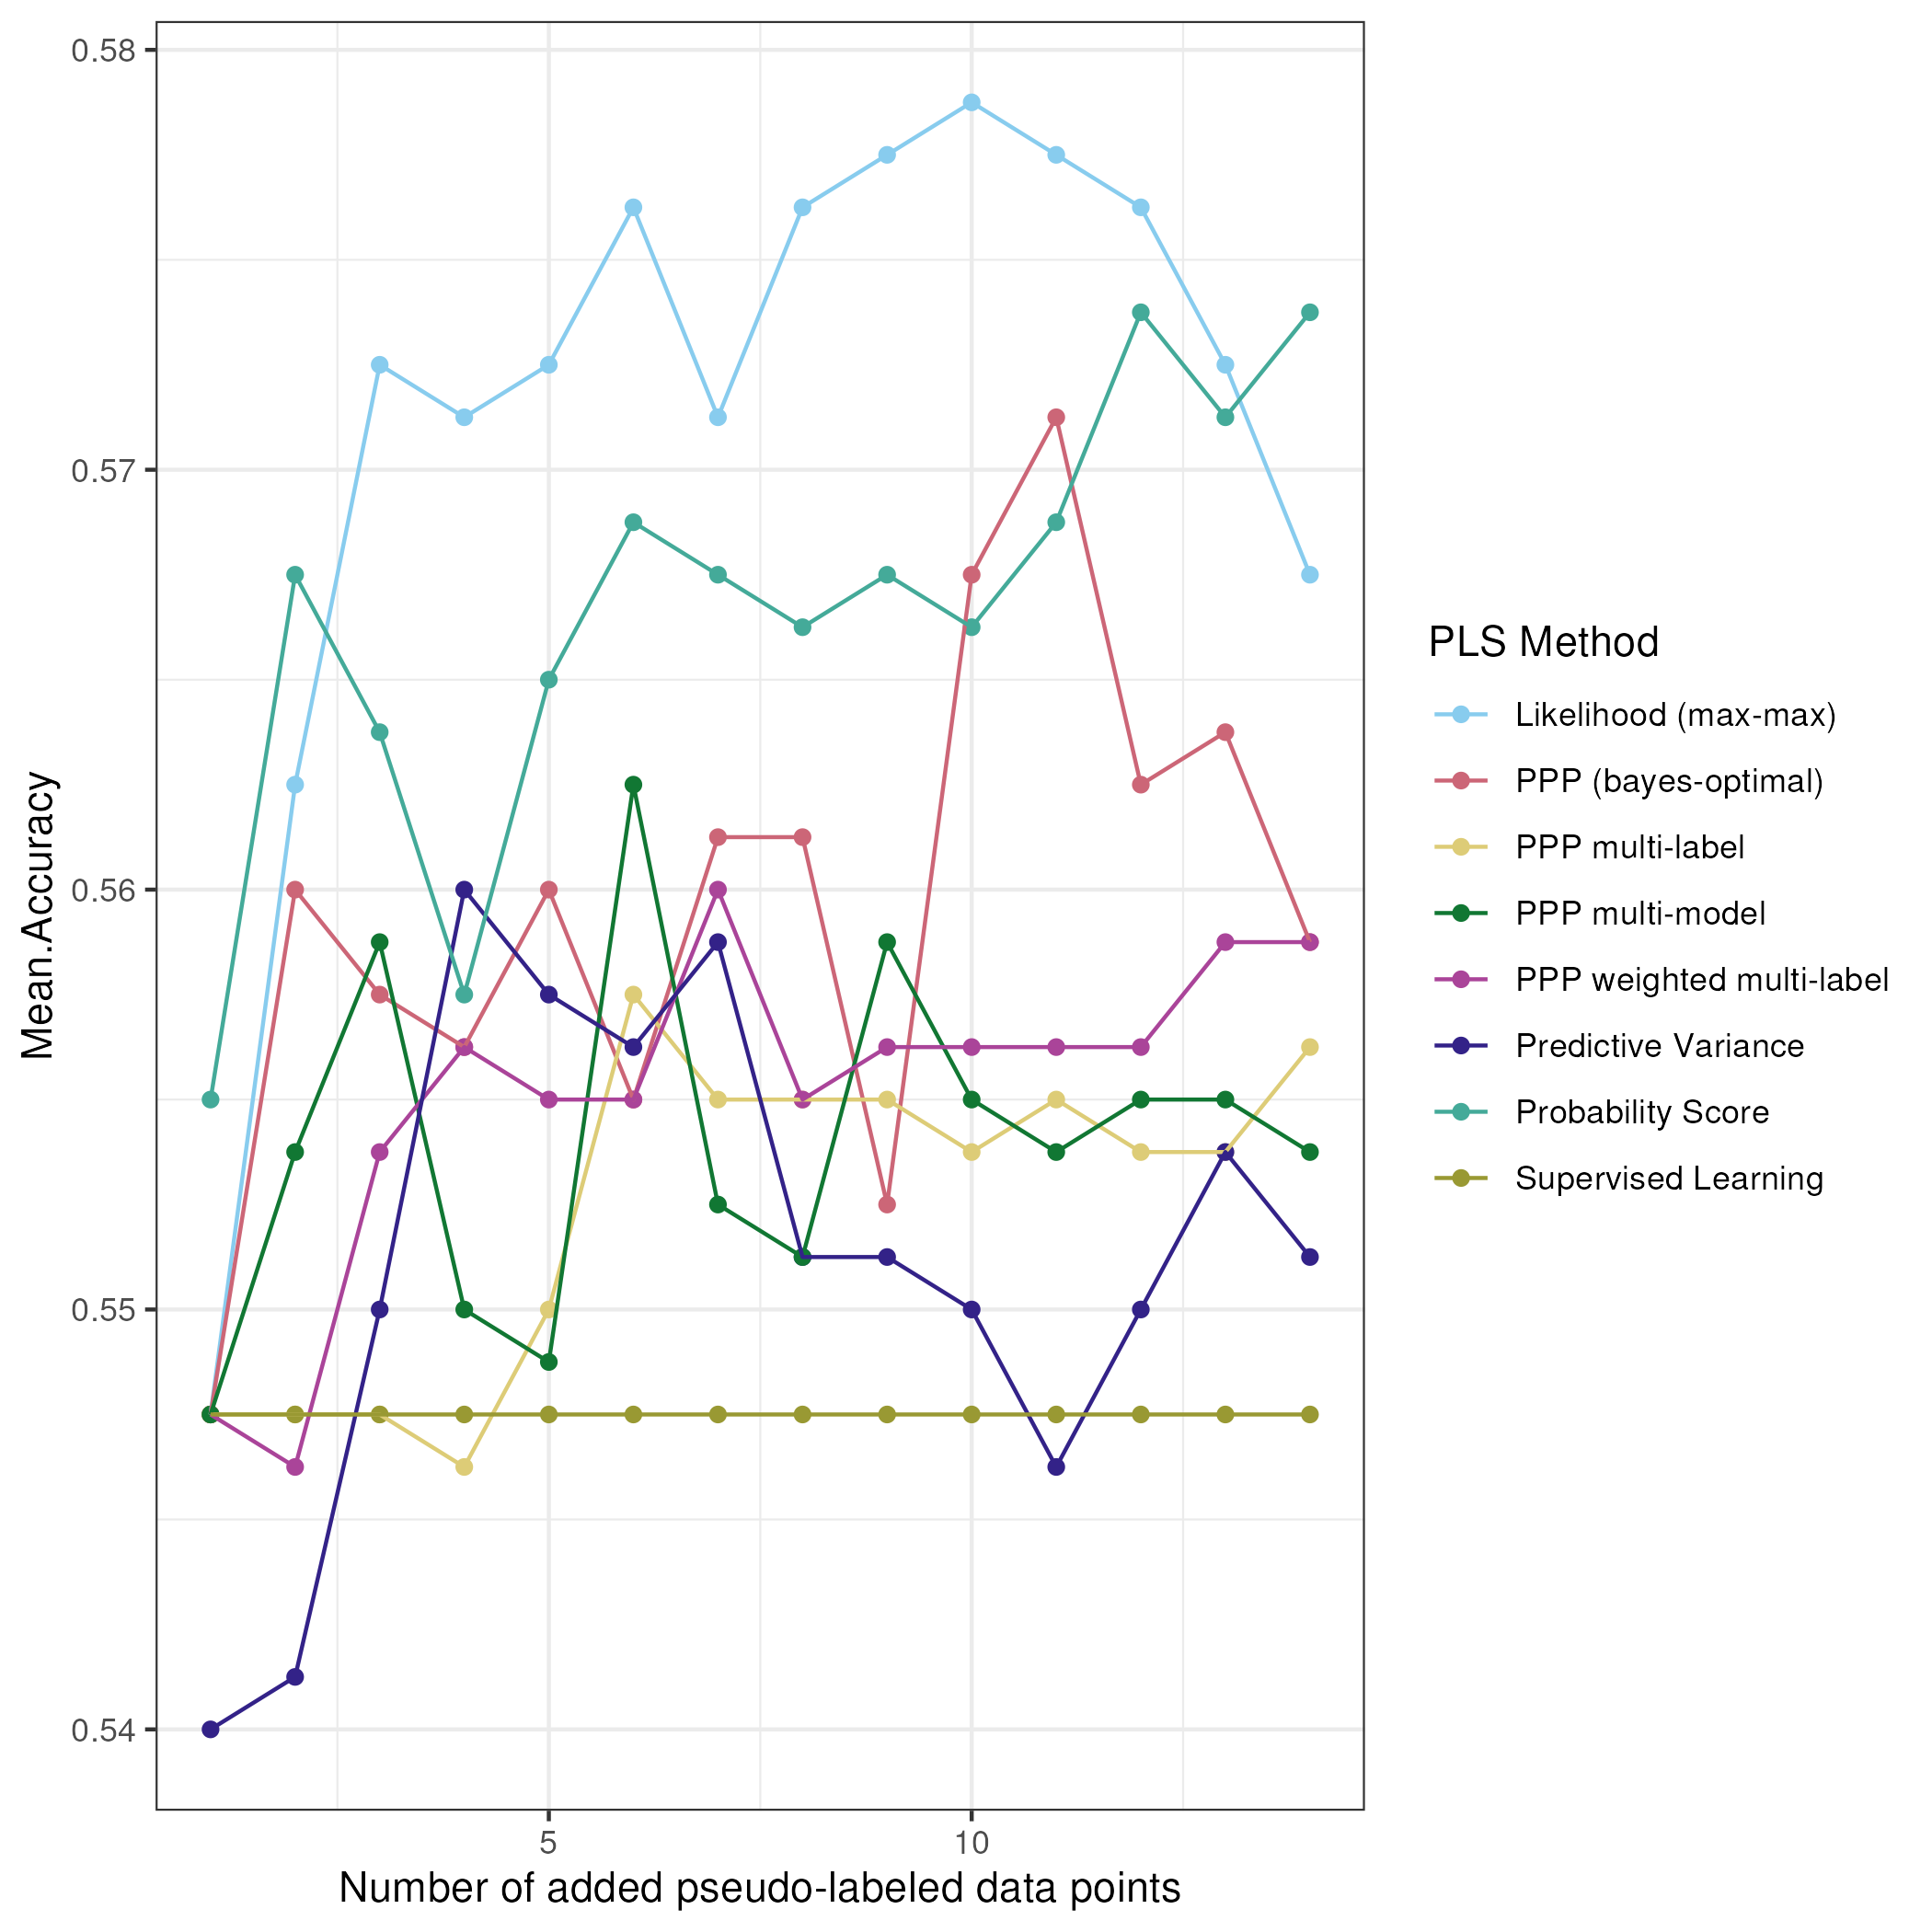 0.58
0.57
0.56
0.55
0.54
Mean.Accuracy
5
10
Number of added pseudo-labeled data points
PLS Method
Likelihood (max-max)
PPP (bayes-optimal)
PPP multi-label
PPP multi-model
PPP weighted multi-label
Predictive Variance
Probability Score
Supervised Learning